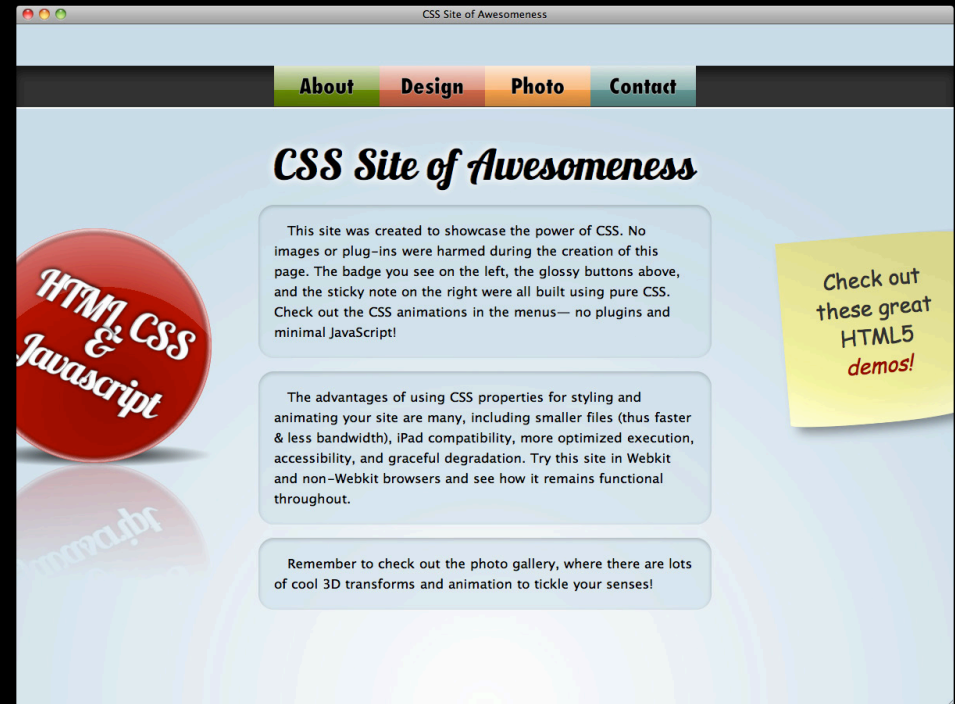 CSS Site of Awesomeness
About Design Photo Contact
CSS Site of Awesomeness
This site was created to showcase the power of CSS. No
images or plug-ins were harmed during the creation of this
page. The badge you see on the left, the glossy buttons above,
and the sticky note on the right were all built using pure CSS.
Check out the CSS animations in the menus— no plugins and
minimal JavaScript!
The advantages of using CSS properties for styling and
animating your site are many, including smaller files (thus faster
& less bandwidth), iPad compatibility, more optimized execution,
accessibility, and graceful degradation. Try this site in Webkit
and non-Webkit browsers and see how it remains functional
throughout.
Remember to check out the photo gallery, where there are lots
of cool 3D transforms and animation to tickle your senses!
HTML CSS
&
Javascript
Check out
these great
HTML5
demos!